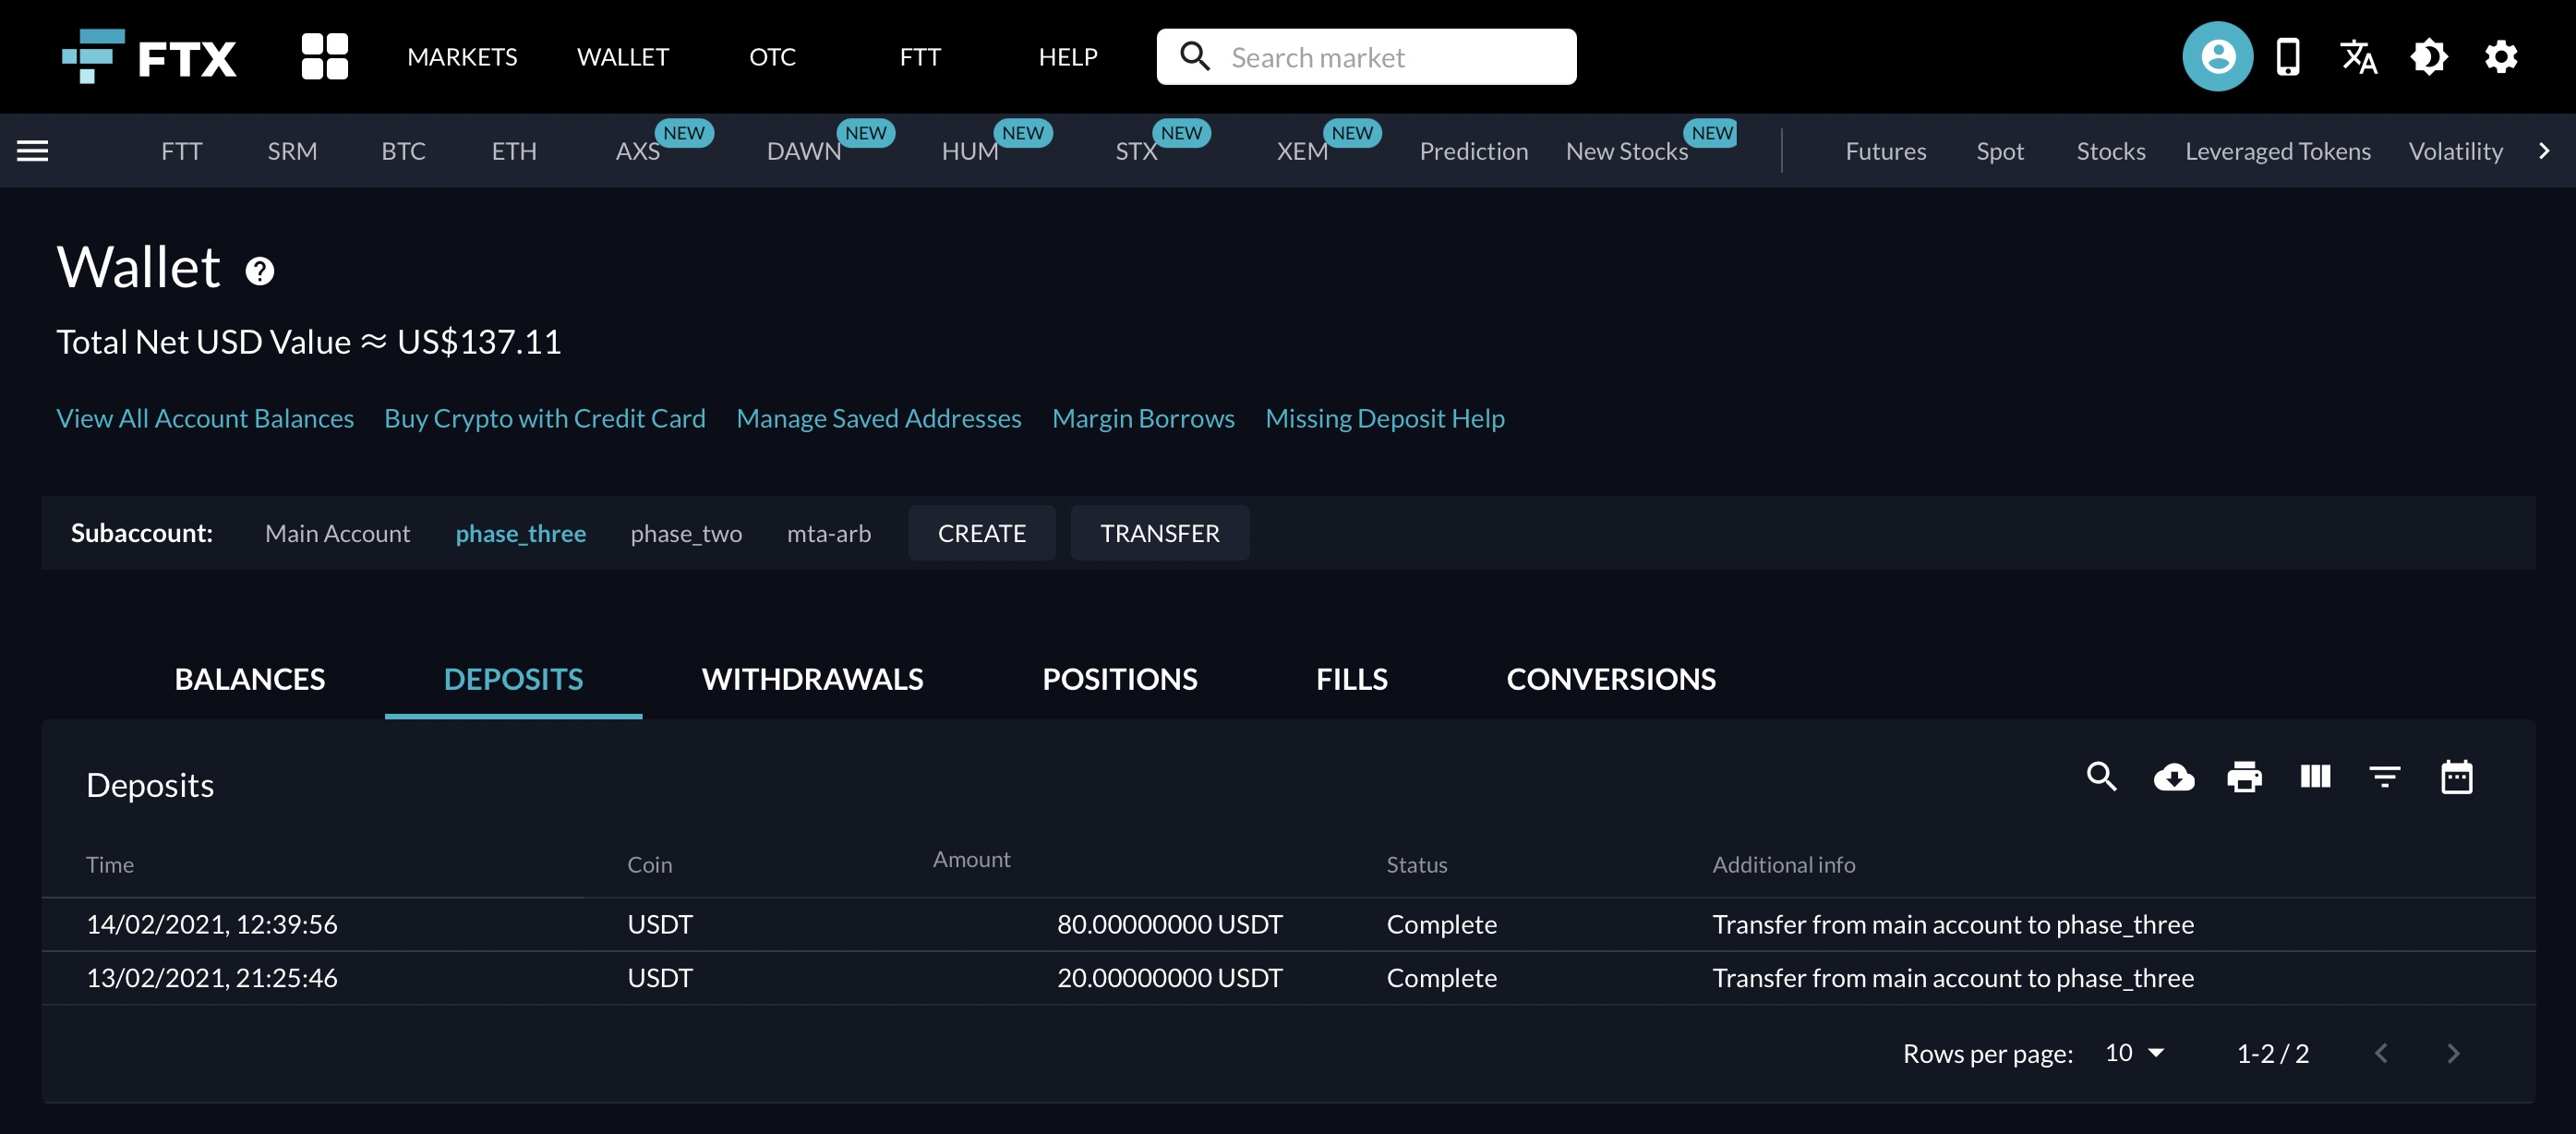 FTX MARKETS WALLET OTC FTT HELP Search market
FTT SRM BTC ETH AXS NEW DAWN NEW HUM NEW STX NEW XEM NEW Prediction New Stocks NEW Futures Spot Stocks Leveraged Tokens Volatility
Wallet
Total Net USD Value ≈ US$137.11
View All Account Balances Buy Crypto with Credit Card Manage Saved Addresses Margin Borrows Missing Deposit Help
Subaccount: Main Account phase_three phase_two mta-arb CREATE TRANSFER
BALANCES DEPOSITS WITHDRAWALS POSITIONS FILLS CONVERSIONS
Deposits
Time Coin Amount Status Additional info
14/02/2021, 12:39:56 USDT 80.00000000 USDT Complete Transfer from main account to phase_three
13/02/2021, 21:25:46 USDT 20.00000000 USDT Complete Transfer from main account to phase_three
Rows per page: 10 1-2 / 2